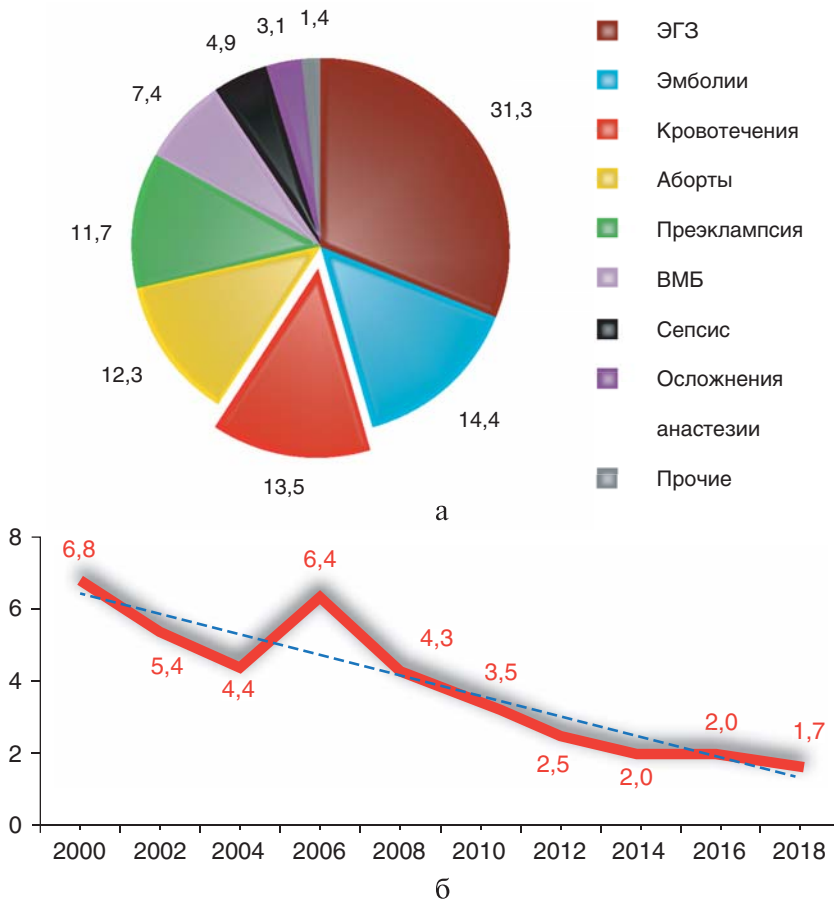 1,4
3,1
4,9
7,4
11,7
12,3
13,5
14,4
31,3
ЭГЗ
Эмболии
Кровотечения
Аборты
Преэклампсия
ВМБ
Сепсис
Осложнения
анастезии
Прочие
а
8
6
4
2
0
6,8
5,4
4,4
6,4
4,3
3,5
2,5
2,0
2,0
1,7
2000 2002 2004 2006 2008 2010 2012 2014 2016 2018
б